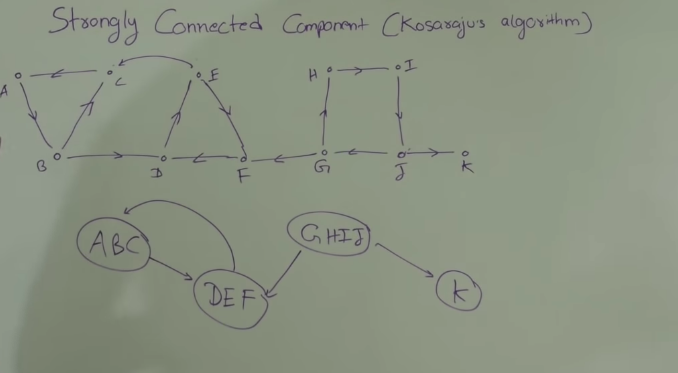 Strongly Connected Component (Kosaraju's algorithm)
A C E H I
B D F G J K
ABC GHIJ
DEF K